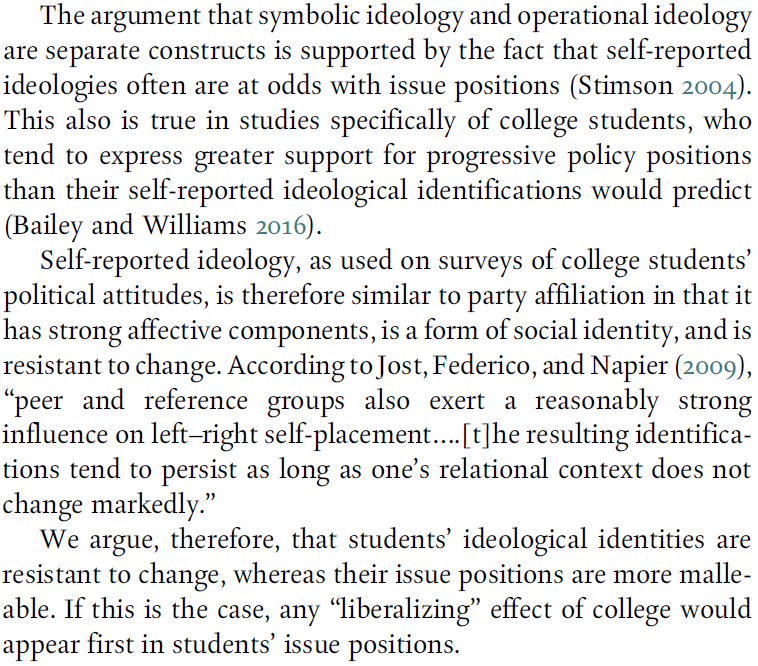 The argument that symbolic ideology and operational ideology
are separate constructs is supported by the fact that self-reported
ideologies often are at odds with issue positions (Stimson 2004).
This also is true in studies specifically of college students, who
tend to express greater support for progressive policy positions
than their self-reported ideological identifications would predict
(Bailey and Williams 2016).
Self-reported ideology, as used on surveys of college students’
political attitudes, is therefore similar to party affiliation in that it
has strong affective components, is a form of social identity, and is
resistant to change. According to Jost, Federico, and Napier (2009),
“peer and reference groups also exert a reasonably strong
influence on left–right self-placement….[t]he resulting identifica-
tions tend to persist as long as one’s relational context does not
change markedly.”
We argue, therefore, that students’ ideological identities are
resistant to change, whereas their issue positions are more malle-
able. If this is the case, any “liberalizing” effect of college would
appear first in students’ issue positions.